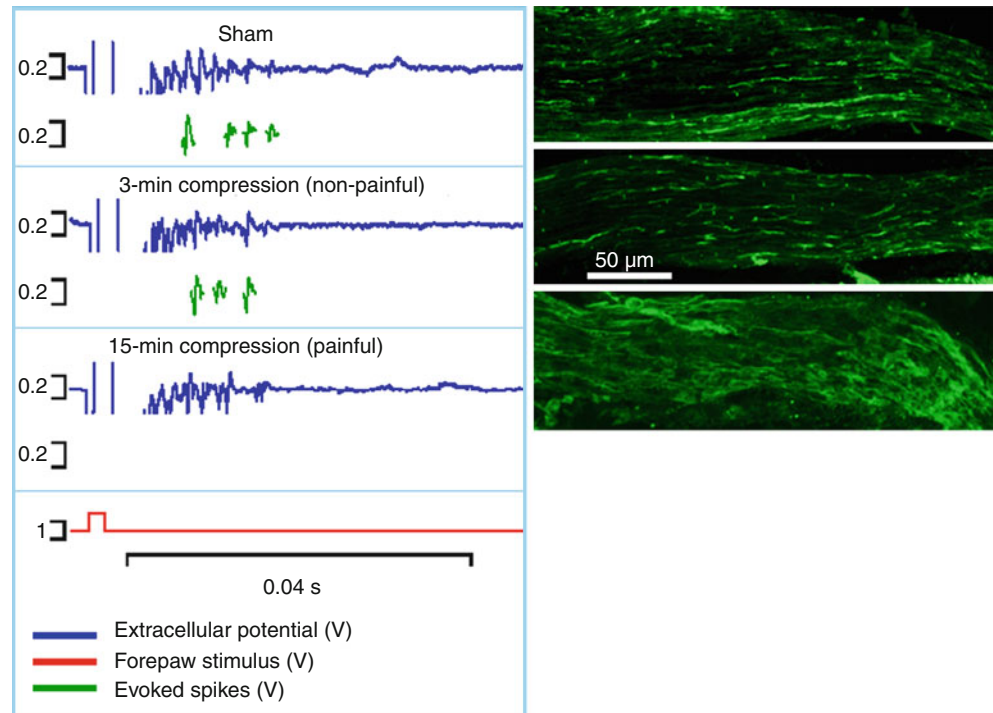 Sham
0.2
0.2
3-min compression (non-painful)
0.2
0.2
50 µm
15-min compression (painful)
0.2
0.2
1
0.04 s
Extracellular potential (V)
Forepaw stimulus (V)
Evoked spikes (V)